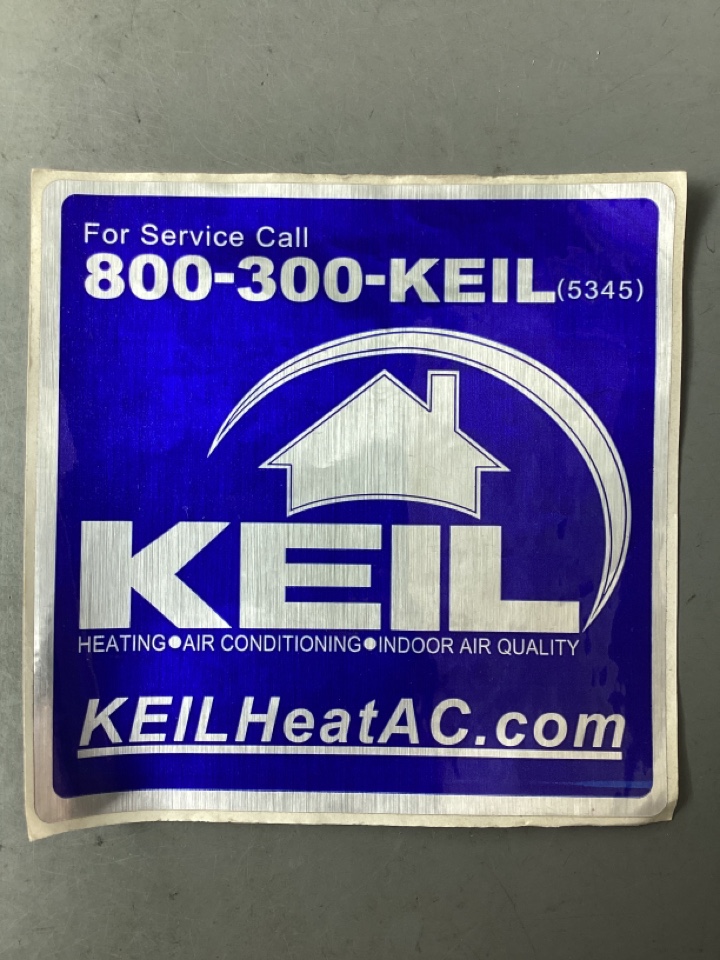 For Service Call
800-300-KEIL(5345)
KEIL
HEATING●AIR CONDITIONING●INDOOR AIR QUALITY
KEILHeatAC.com